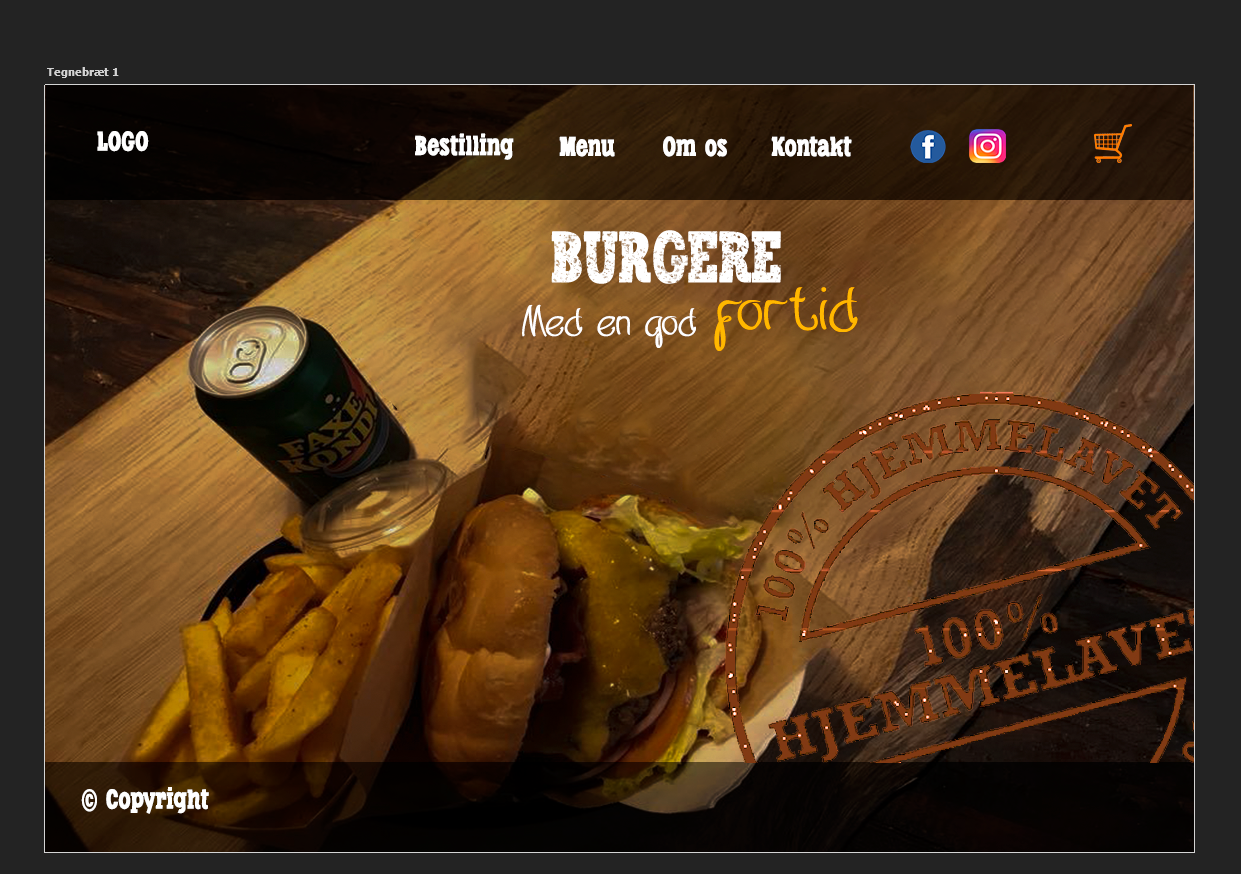 Tegnebræt 1
LOGO
Bestilling
Menu
Om os
Kontakt
BURGERE
Med en god fortid
FAXE
KONDI
100% HJEMMELAVET
100%
HJEMMELAVE
© Copyright